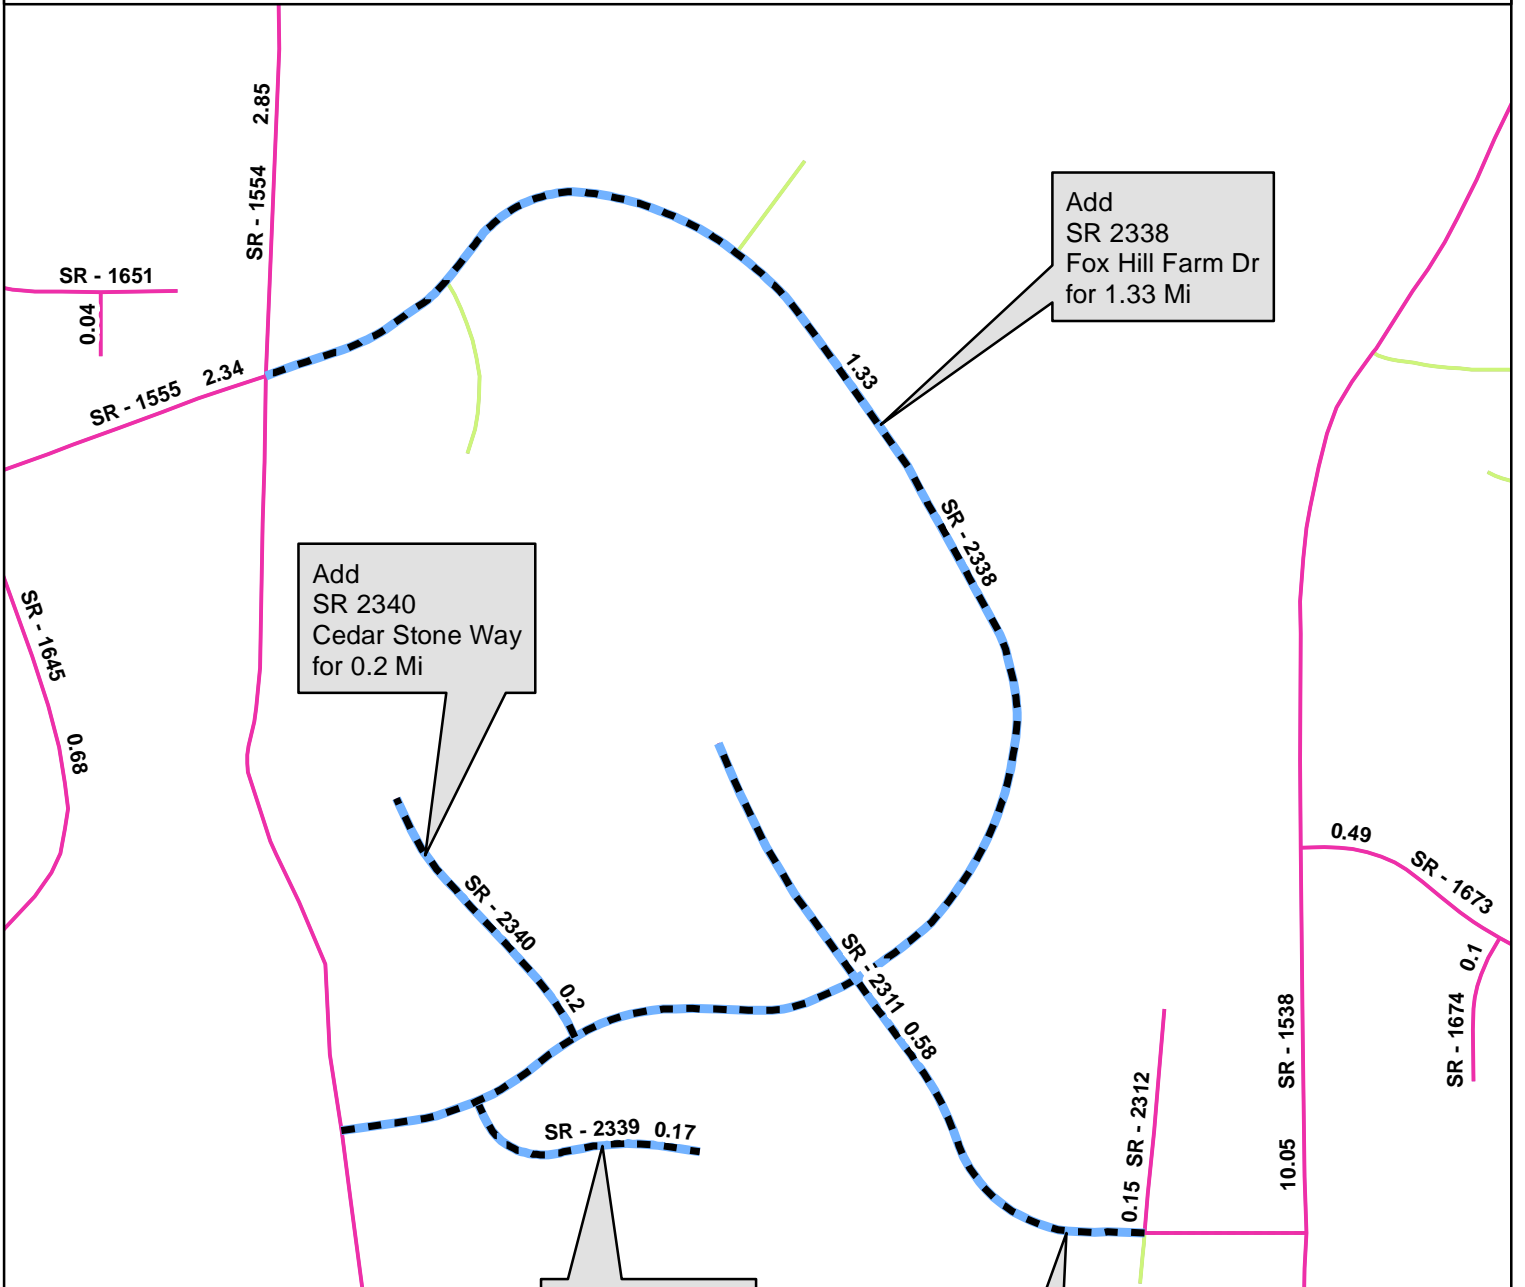 2.85
SR - 1554
Add
SR 2338
Fox Hill Farm Dr
for 1.33 Mi
SR - 1651
0.04
SR - 1555 2.34
1.33
SR - 2338
Add
SR 2340
Cedar Stone Way
for 0.2 Mi
SR - 1645
0.68
0.49
SR - 1673
SR - 2340
0.2
SR - 2311 0.58
0.1
SR - 1674
SR - 1538
10.05
SR - 2312
0.15
SR - 2339 0.17